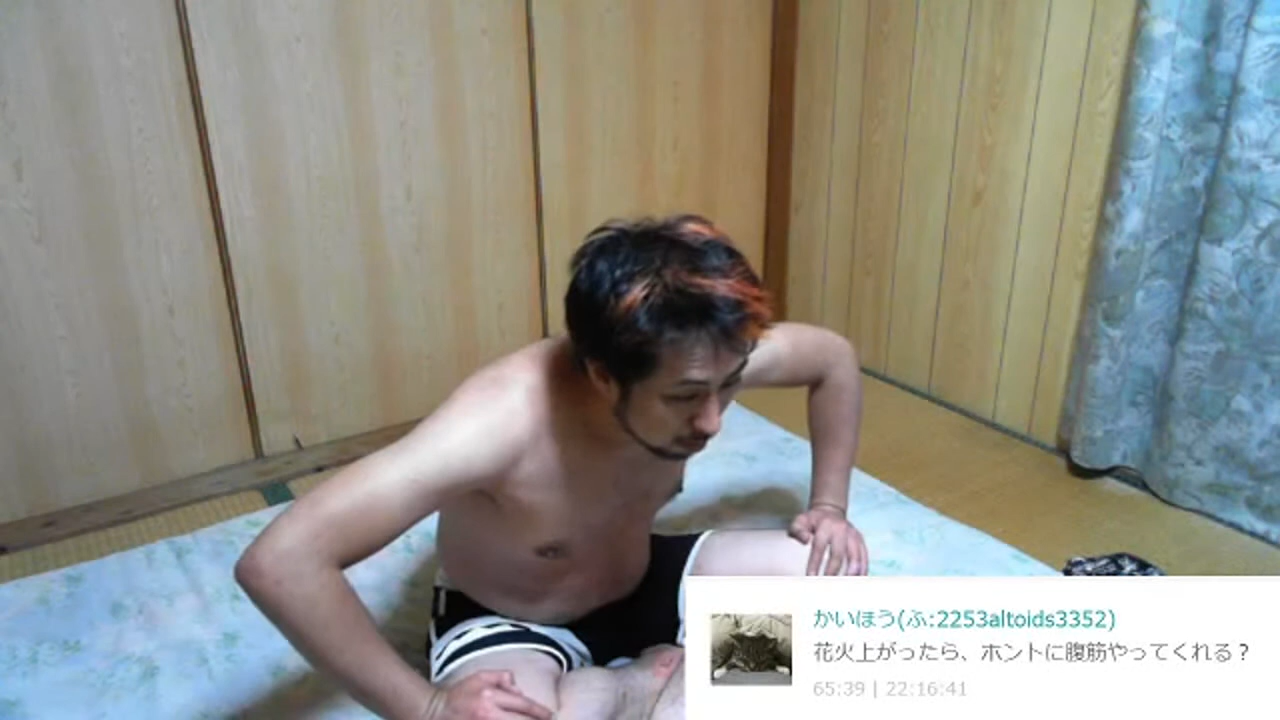 かいほう(ふ:2253altoids3352)
花火上がったら、ホントに腹筋やってくれる？
65:39 | 22:16:41